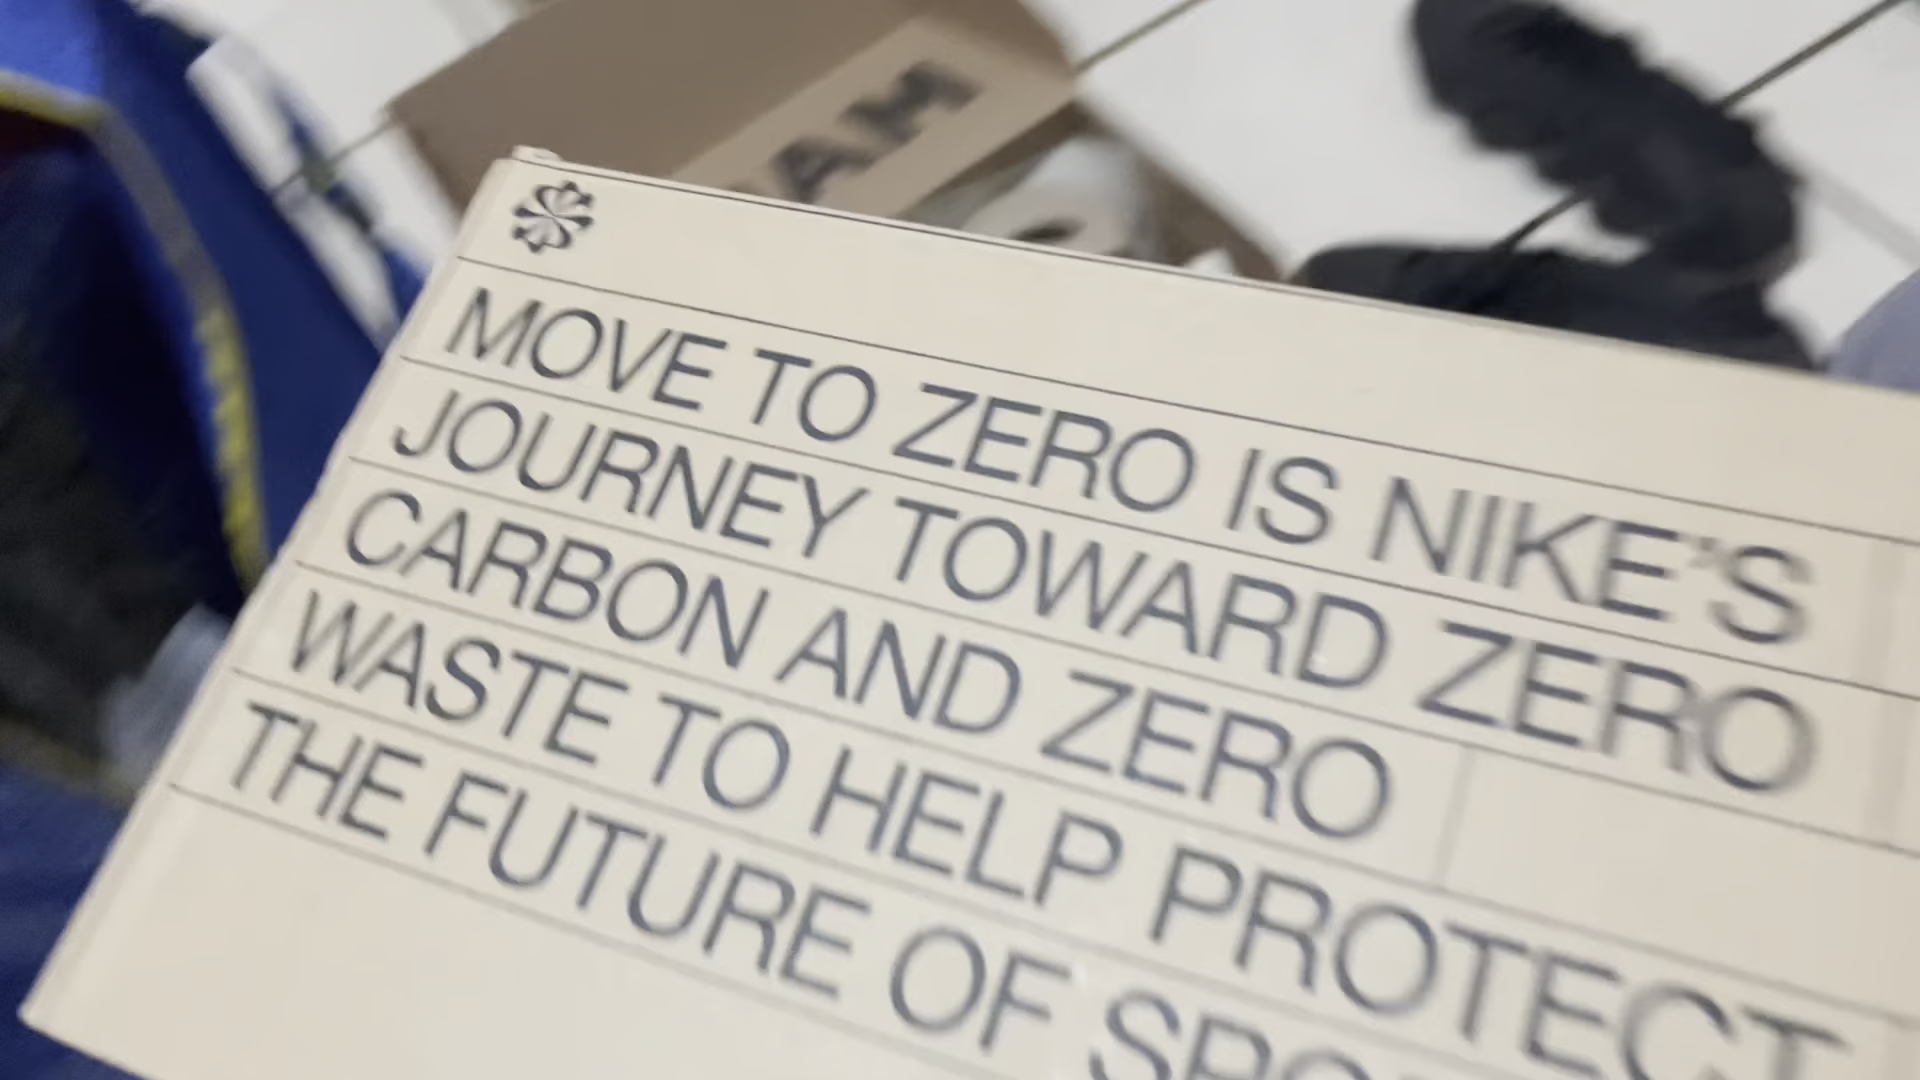 MOVE TO ZERO IS NIKE'S
JOURNEY TOWARD ZERO
CARBON AND ZERO
WASTE TO HELP PROTECT
THE FUTURE OF